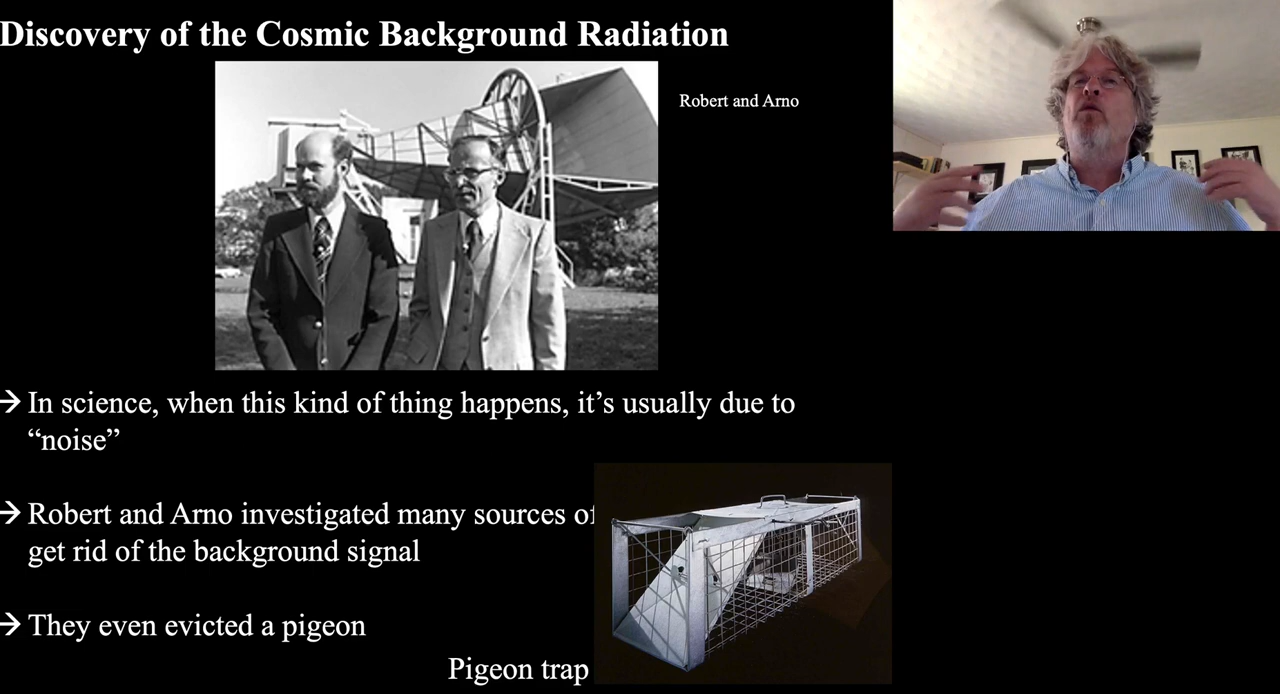 Discovery of the Cosmic Background Radiation
Robert and Arno
→ In science, when this kind of thing happens, it’s usually due to
“noise”
→ Robert and Arno investigated many sources of
get rid of the background signal
→ They even evicted a pigeon
Pigeon trap